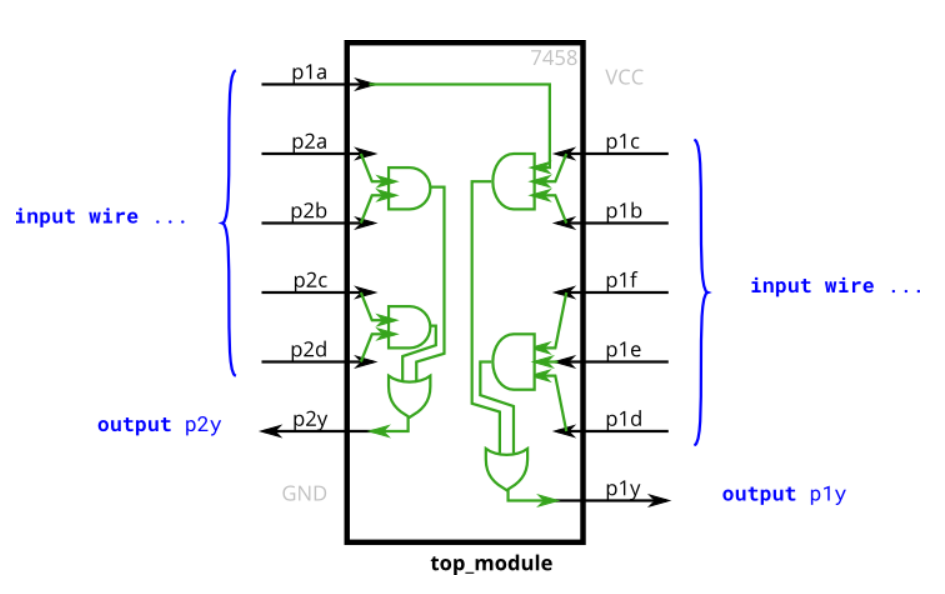 7458
p1a
VCC
p2a
p1c
input wire ...
p2b
p1b
p2c
p1f
input wire ...
p2d
p1e
output p2y
p2y
p1d
GND
p1y
output p1y
top_module